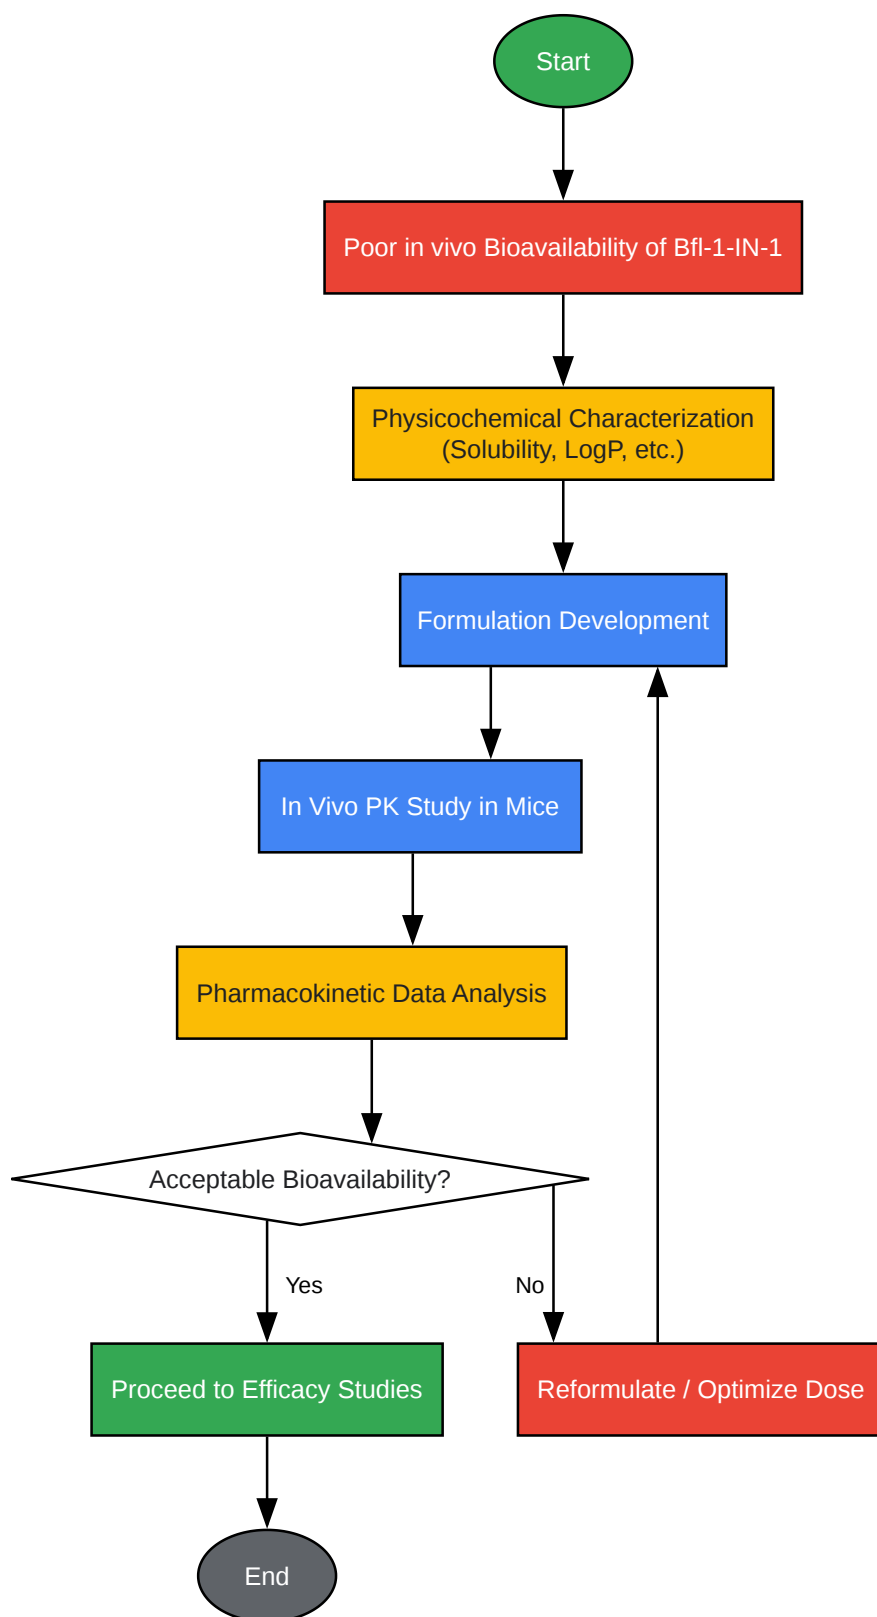 Start
Poor in vivo Bioavailability of Bfl-1-IN-1
Physicochemical Characterization
(Solubility, LogP, etc.)
Formulation Development
In Vivo PK Study in Mice
Pharmacokinetic Data Analysis
Acceptable Bioavailability?
Yes
No
Proceed to Efficacy Studies
Reformulate / Optimize Dose
End